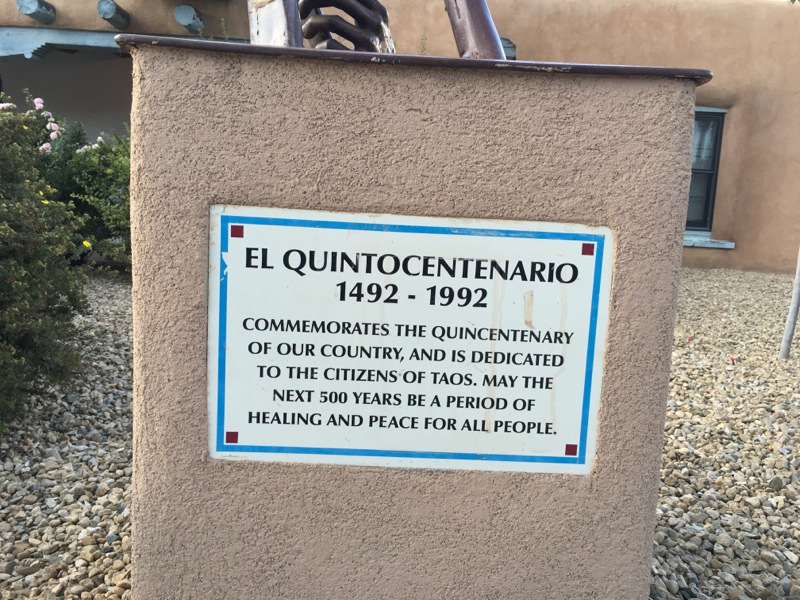 EL QUINTOCENTENARIO
1492 - 1992
COMMEMORATES THE QUINCENTENARY
OF OUR COUNTRY, AND IS DEDICATED
TO THE CITIZENS OF TAOS. MAY THE
NEXT 500 YEARS BE A PERIOD OF
HEALING AND PEACE FOR ALL PEOPLE.